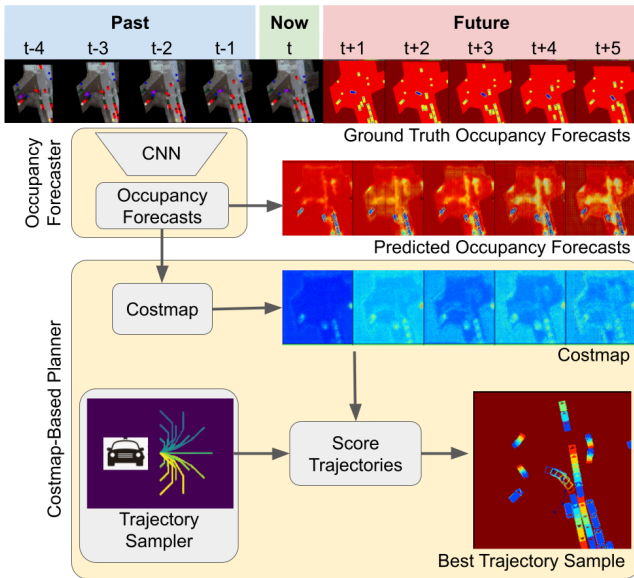 Past
Now
Future
t-4
t-3
t-2
t-1
t
t+1
t+2
t+3
t+4
t+5
Ground Truth Occupancy Forecasts
Occupancy
Forecaster
CNN
Occupancy
Forecasts
Predicted Occupancy Forecasts
Costmap-Based Planner
Costmap
Costmap
Trajectory
Sampler
Score
Trajectories
Best Trajectory Sample